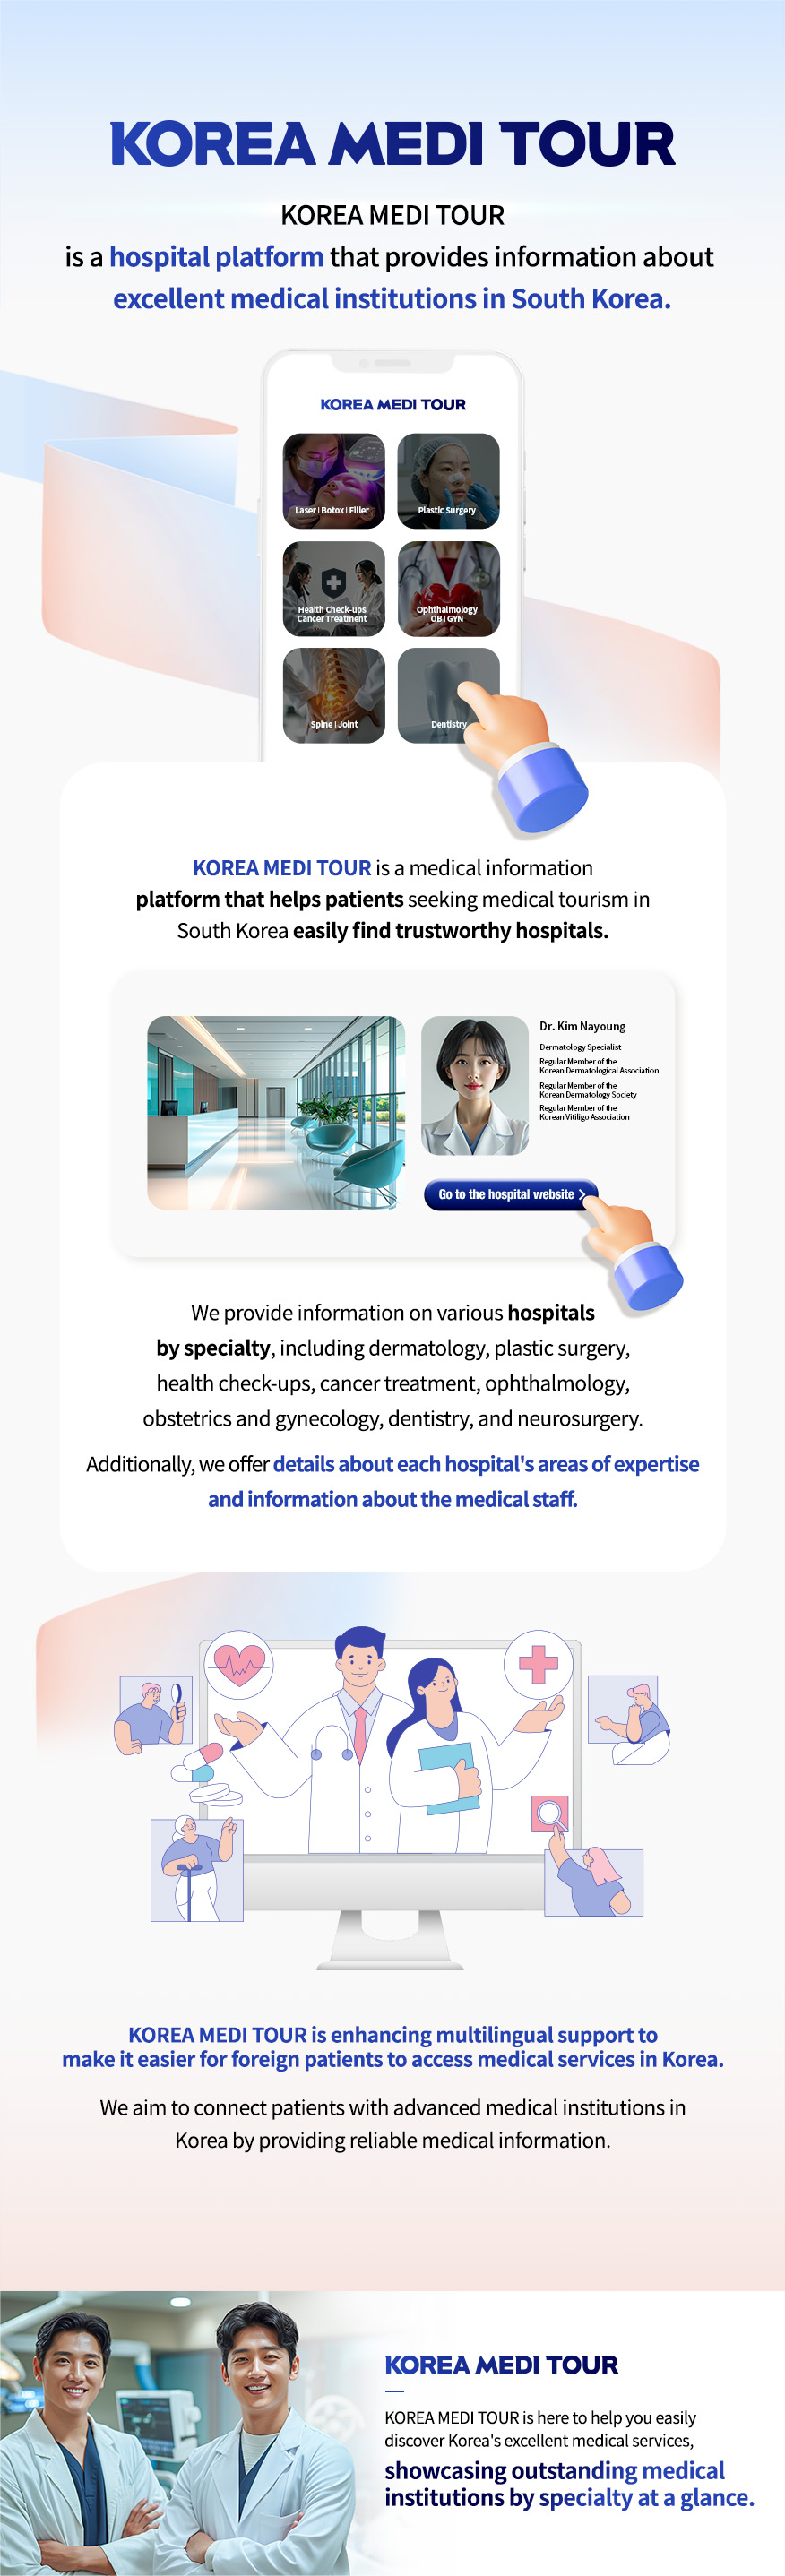 KOREA MEDI TOUR
KOREA MEDI TOUR
is a hospital platform that provides information about
excellent medical institutions in South Korea.
KOREA MEDI TOUR
Laser | Botox | Filler
Plastic Surgery
Health Check-ups
Cancer Treatment
Ophthalmology
OB | GYN
Spine | Joint
Dentistry
KOREA MEDI TOUR is a medical information
platform that helps patients seeking medical tourism in
South Korea easily find trustworthy hospitals.
Dr. Kim Nayoung
Dermatology Specialist
Regular Member of the
Korean Dermatological Association
Regular Member of the
Korean Dermatology Society
Regular Member of the
Korean Vitiligo Association
Go to the hospital website >
We provide information on various hospitals
by specialty, including dermatology, plastic surgery,
health check-ups, cancer treatment, ophthalmology,
obstetrics and gynecology, dentistry, and neurosurgery.
Additionally, we offer details about each hospital's areas of expertise
and information about the medical staff.
KOREA MEDI TOUR is enhancing multilingual support to
make it easier for foreign patients to access medical services in Korea.
We aim to connect patients with advanced medical institutions in
Korea by providing reliable medical information.
KOREA MEDI TOUR
KOREA MEDI TOUR is here to help you easily
discover Korea's excellent medical services,
showcasing outstanding medical
institutions by specialty at a glance.